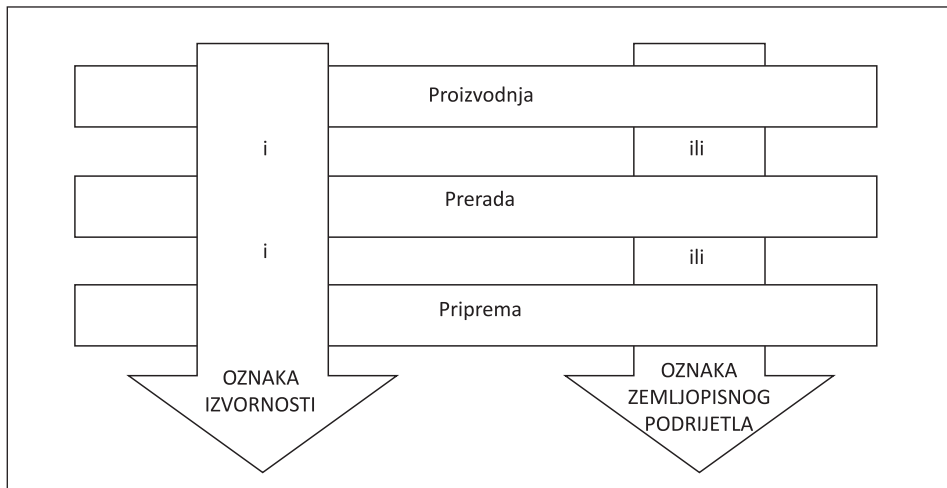 Proizvodnja
i
ili
Prerada
i
ili
Priprema
OZNAKA
IZVORNOSTI
OZNAKA
ZEMLJOPISNOG
PODRIJETLA